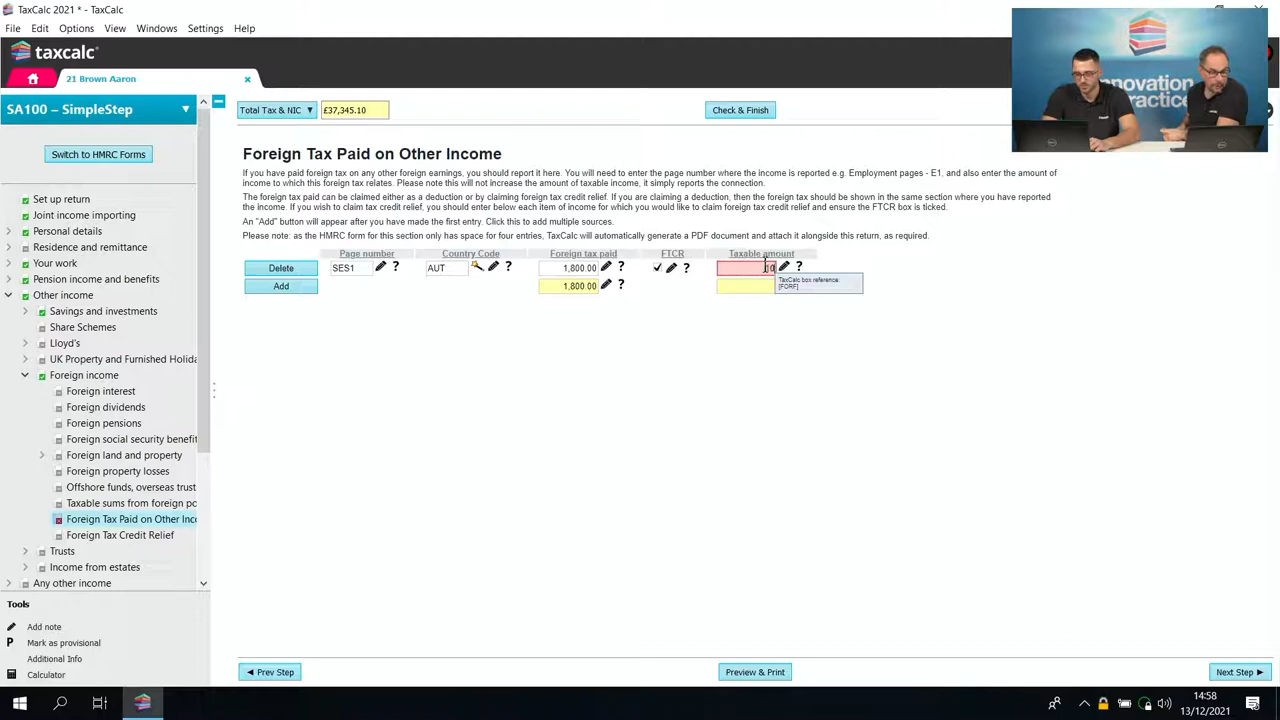 TaxCalc 2021 * - TaxCalc
File Edit Options View Windows Settings Help
taxcalc
21 Brown Aaron
SA100 – SimpleStep
Total Tax & NIC ▼ £37,345.10 Check & Finish
Switch to HMRC Forms
Set up return
Joint income importing
Personal details
Residence and remittance
Your work
Pension income and benefits
Other income
Savings and investments
Share Schemes
Lloyd's
UK Property and Furnished Holida
Foreign income
Foreign interest
Foreign dividends
Foreign pensions
Foreign social security benefit
Foreign land and property
Foreign property losses
Offshore funds, overseas trust
Taxable sums from foreign po
Foreign Tax Paid on Other Inco
Foreign Tax Credit Relief
Trusts
Income from estates
Any other income
Tools
Add note
P Mark as provisional
Additional Info
Calculator
Foreign Tax Paid on Other Income
If you have paid foreign tax on any other foreign earnings, you should report it here. You will need to enter the page number where the income is reported e.g. Employment pages - E1, and also enter the amount of
income to which this foreign tax relates. Please note this will not increase the amount of taxable income, it simply reports the connection.
The foreign tax paid can be claimed either as a deduction or by claiming foreign tax credit relief. If you are claiming a deduction, then the foreign tax should be shown in the same section where you have reported
the income. If you wish to claim tax credit relief, you should enter below each item of income for which you would like to claim foreign tax credit relief and ensure the FTCR box is ticked.
An "Add" button will appear after you have made the first entry. Click this to add multiple sources.
Please note: as the HMRC form for this section only has space for four entries, TaxCalc will automatically generate a PDF document and attach it alongside this return, as required.
Page number Country Code Foreign tax paid FTCR Taxable amount
Delete SES1 ? AUT ? 1,800.00 ? ? ?
Add 1,800.00 ?
TaxCalc box reference:
[FORF]
◄ Prev Step Preview & Print Next Step ►
nnovation
practice
14:58
13/12/2021